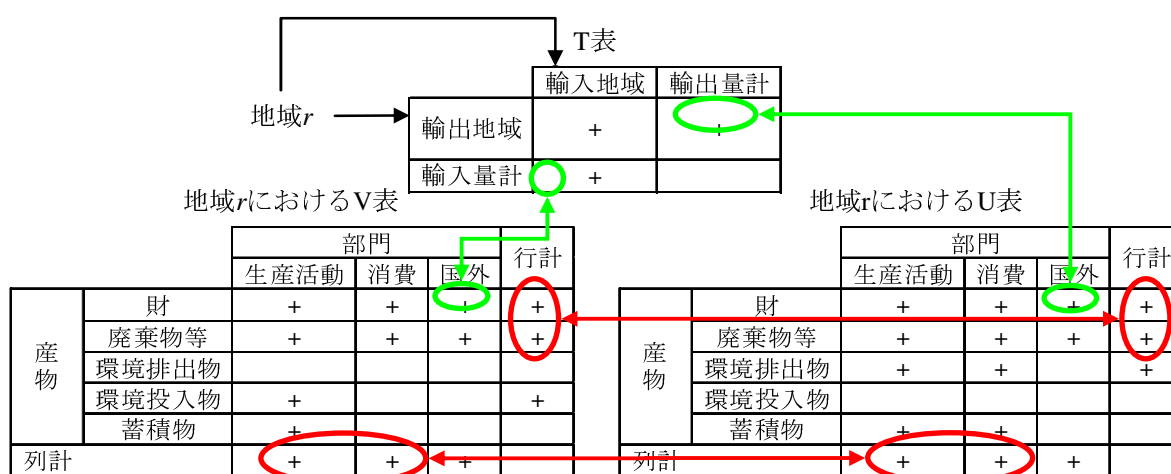 T表
輸入地域 輸出量計
地域r
輸出地域 + +
輸入量計 +
地域rにおけるV表
部門 行計
生産活動 消費 国外
産物
財 + + + +
廃棄物等 + + + +
環境排出物
環境投入物 + +
蓄積物 +
列計 + + +
地域rにおけるU表
部門 行計
生産活動 消費 国外
産物
財 + + + +
廃棄物等 + + + +
環境排出物 + + +
環境投入物
蓄積物 + +
列計 + + +